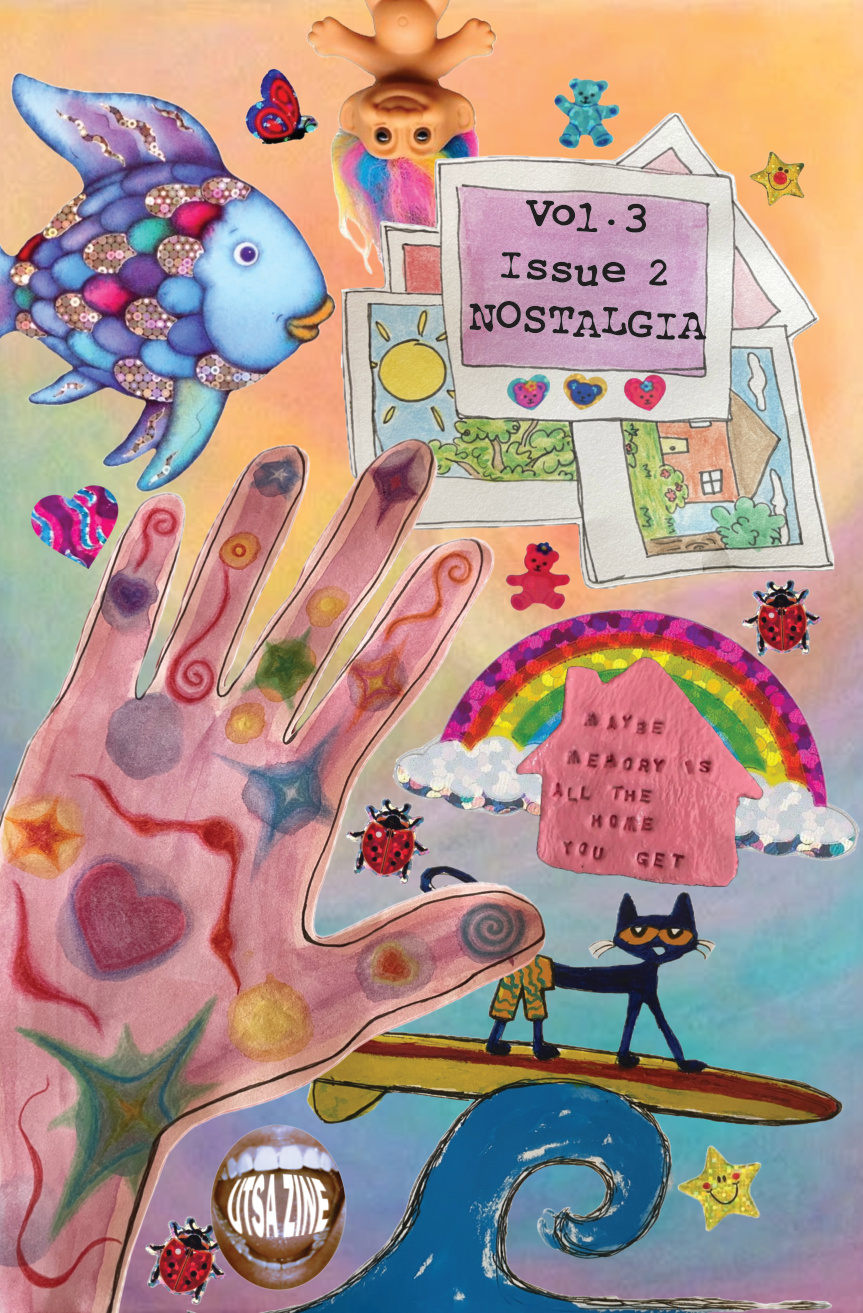 Vol.3
Issue 2
NOSTALGIA
MAYBE
MEMORY IS
ALL THE
HOME
YOU GET
UTSA ZINE